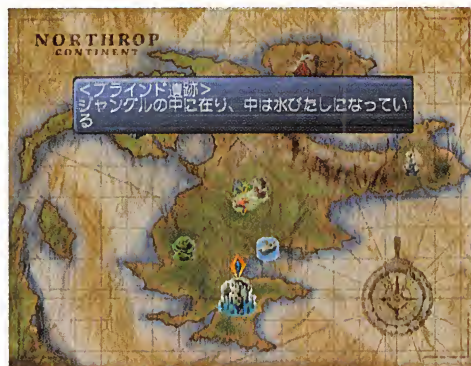 NORTHROP
CONTINENT
<ブラインド遺跡>
ジャングルの中に在り、中は水びたしになってい
る